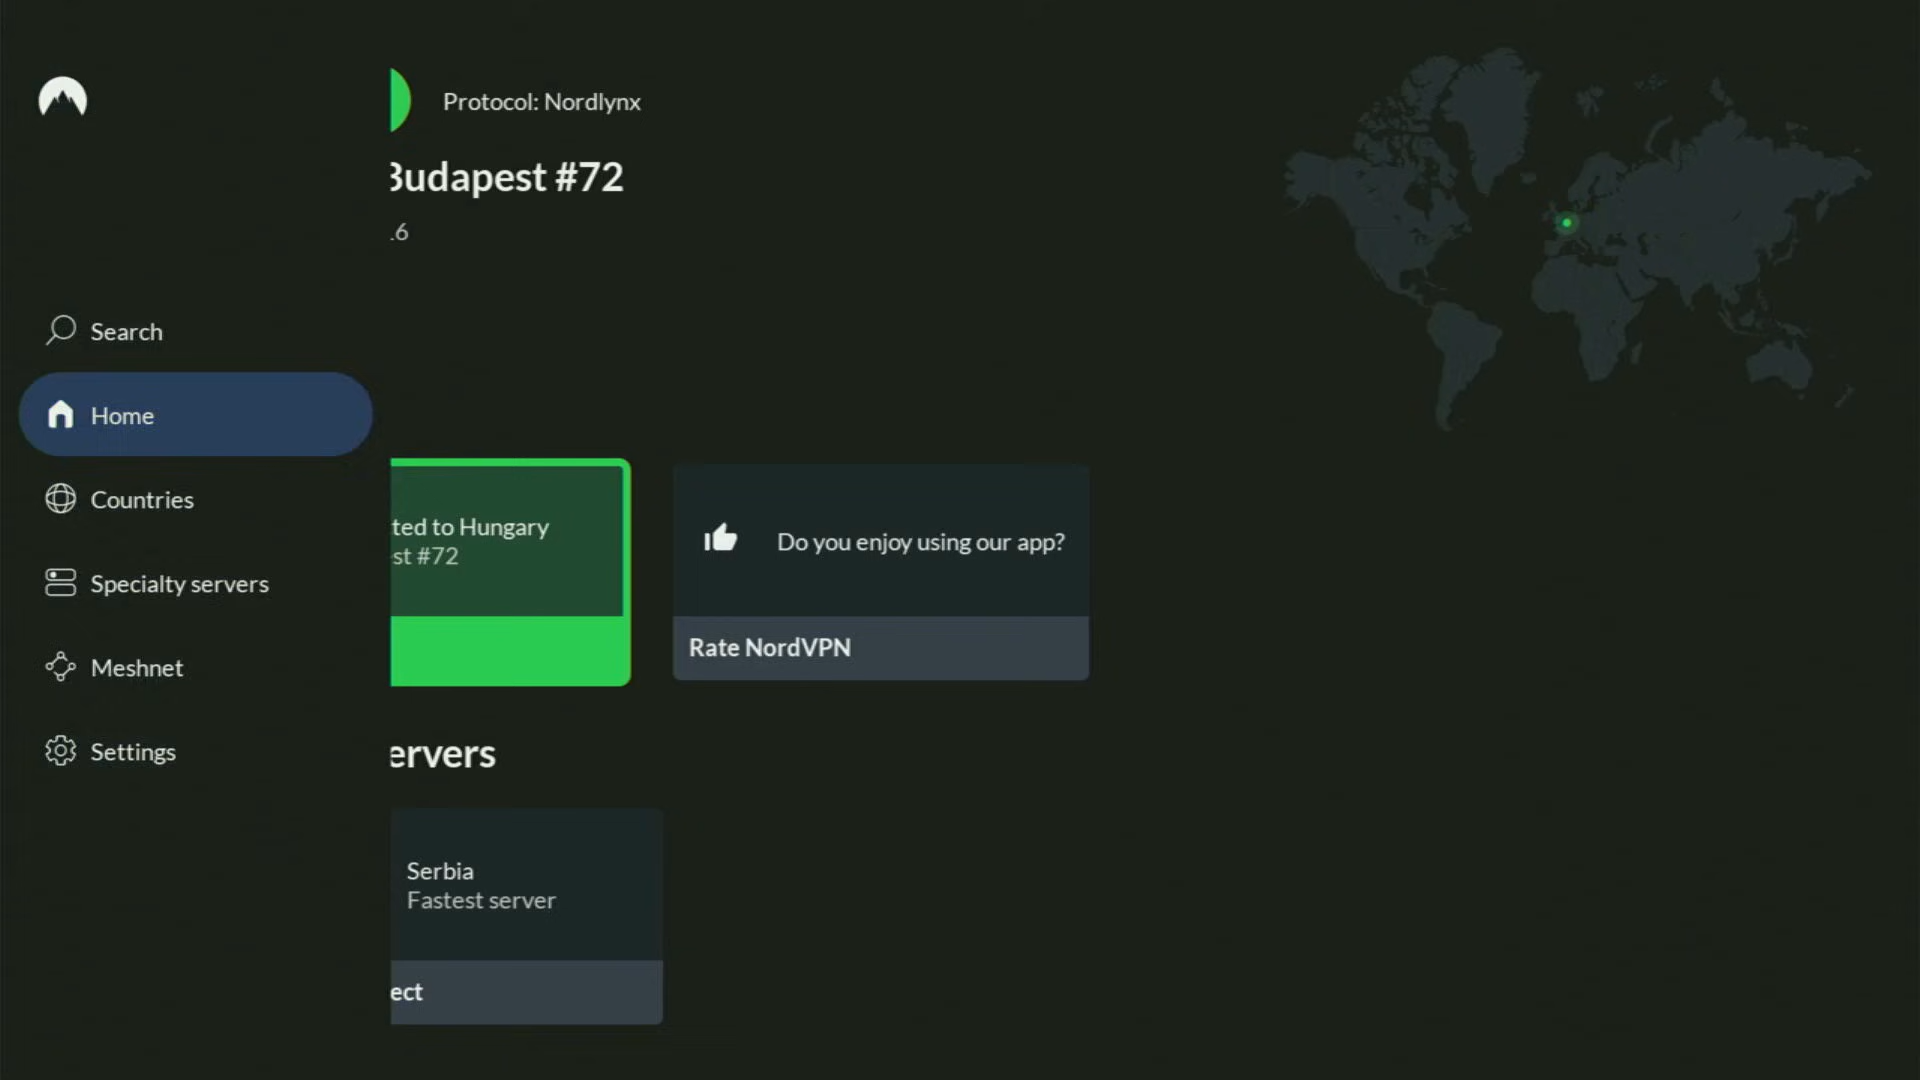 Protocol: Nordlynx
Budapest #72
.6
Search
Home
Countries
Specialty servers
Meshnet
Settings
ted to Hungary
st #72
Do you enjoy using our app?
Rate NordVPN
ervers
Serbia
Fastest server
ect